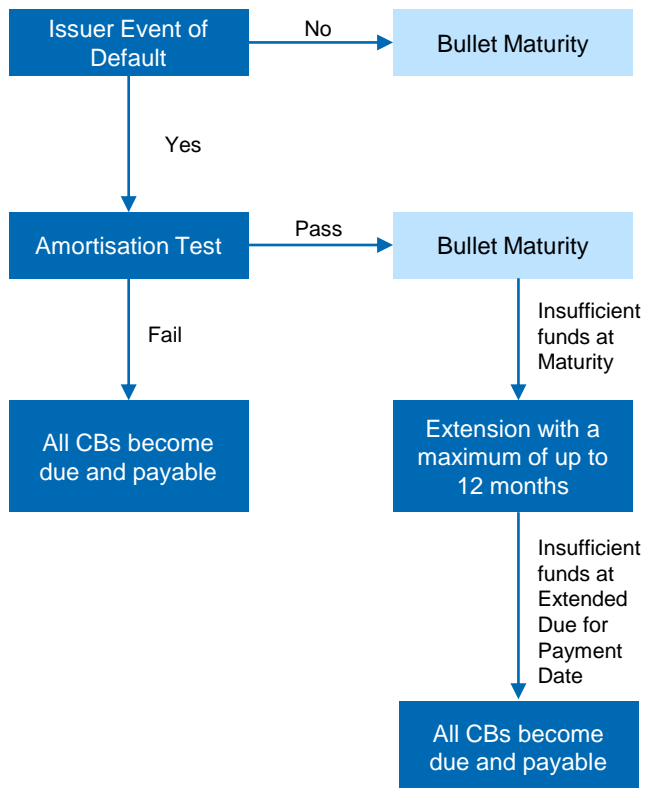 Issuer Event of
Default
No
Bullet Maturity
Yes
Amortisation Test
Pass
Bullet Maturity
Fail
Insufficient
funds at
Maturity
All CBs become
due and payable
Extension with a
maximum of up to
12 months
Insufficient
funds at
Extended
Due for
Payment
Date
All CBs become
due and payable